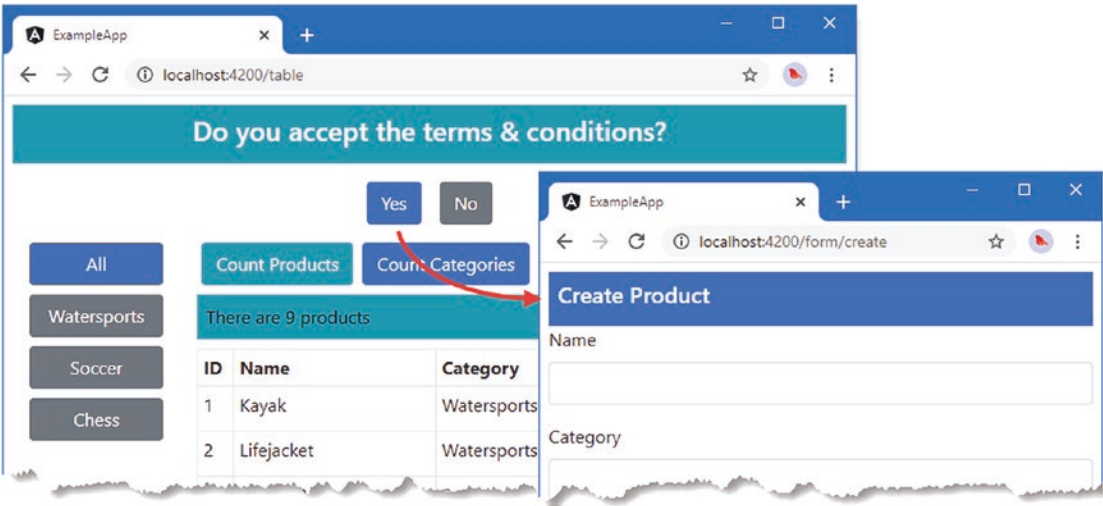 ExampleApp
localhost:4200/table
Do you accept the terms & conditions?
Yes No
All Count Products Count Categories
Watersports There are 9 products
Soccer ID Name Category
Chess 1 Kayak Watersports
2 Lifejacket Watersports
ExampleApp
localhost:4200/form/create
Create Product
Name
Category